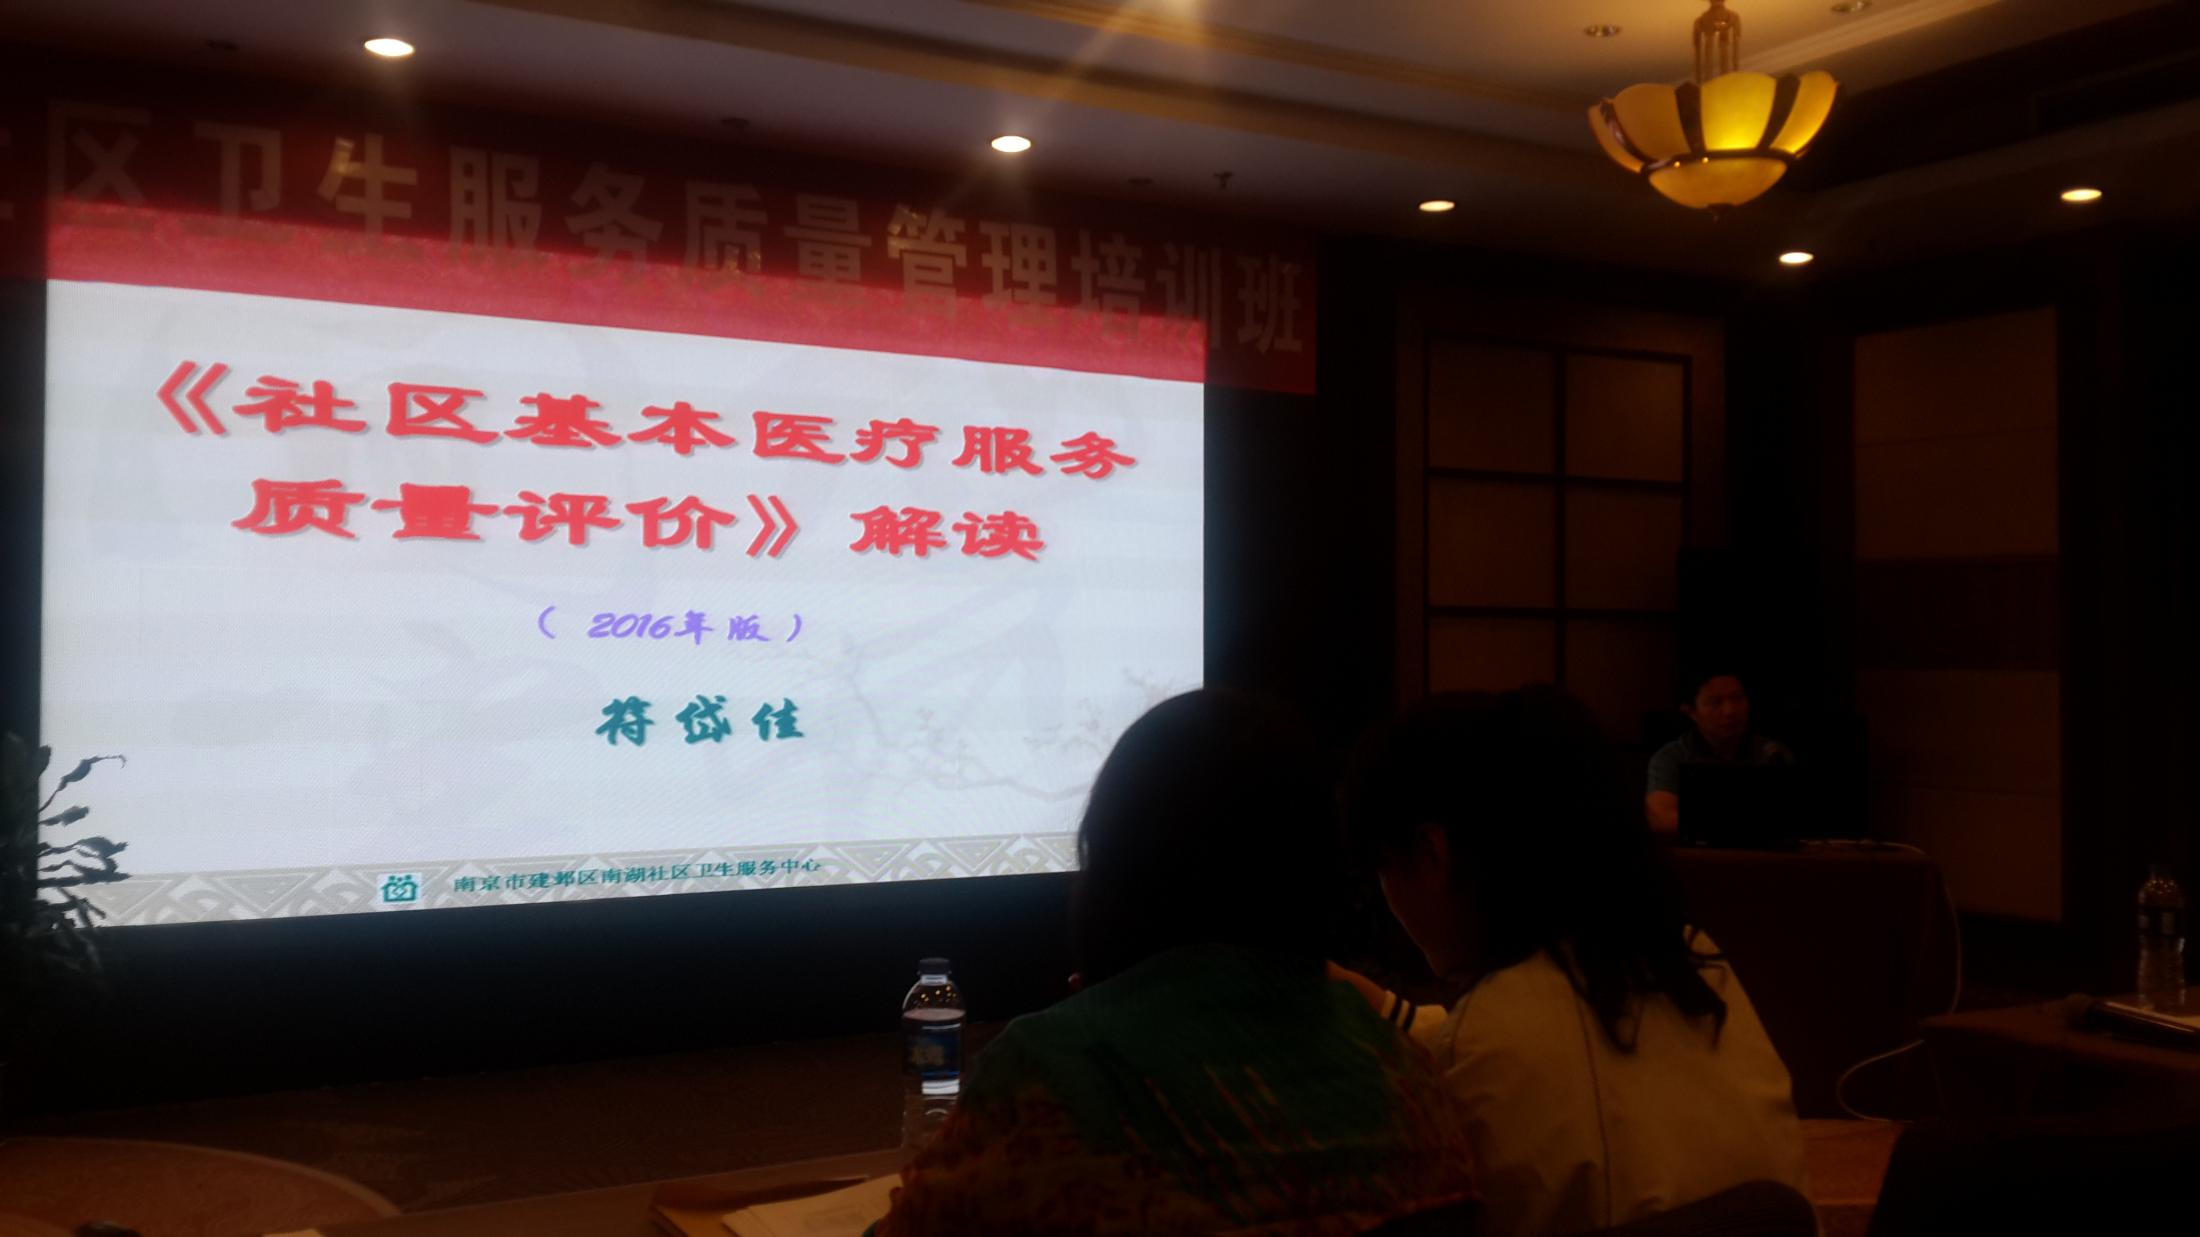 区卫生服务质量管理培训班
《社区基本医疗服务
质量评价》解读
（ 2016年版）
符岱佳
南京市建邺区南湖社区卫生服务中心